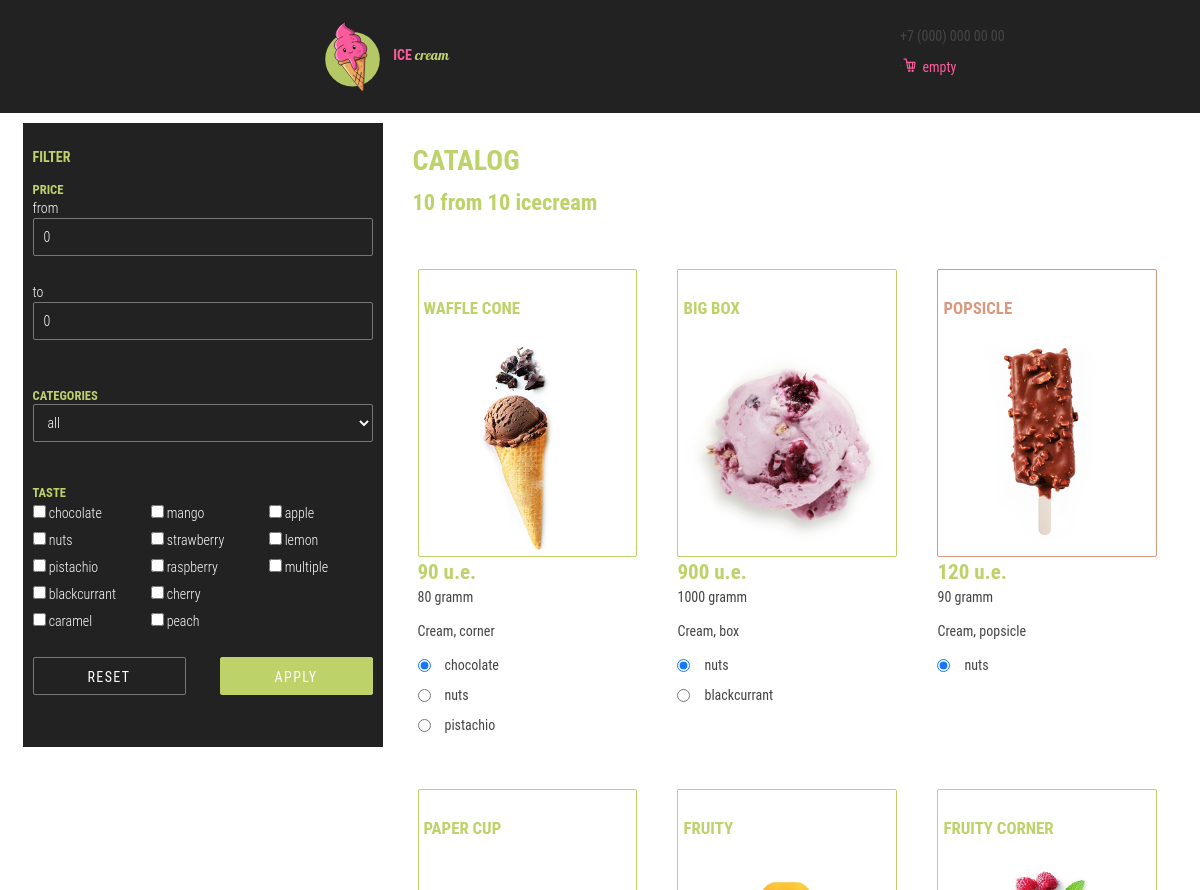 ICE cream
+7 (000) 000 00 00
empty
FILTER
PRICE
from
0
to
0
CATEGORIES
all
TASTE
chocolate
mango
apple
nuts
strawberry
lemon
pistachio
raspberry
multiple
blackcurrant
cherry
caramel
peach
RESET
APPLY
CATALOG
10 from 10 icecream
WAFFLE CONE
90 u.e.
80 gramm
Cream, corner
chocolate
nuts
pistachio
BIG BOX
900 u.e.
1000 gramm
Cream, box
nuts
blackcurrant
POPSICLE
120 u.e.
90 gramm
Cream, popsicle
nuts
PAPER CUP
FRUITY
FRUITY CORNER